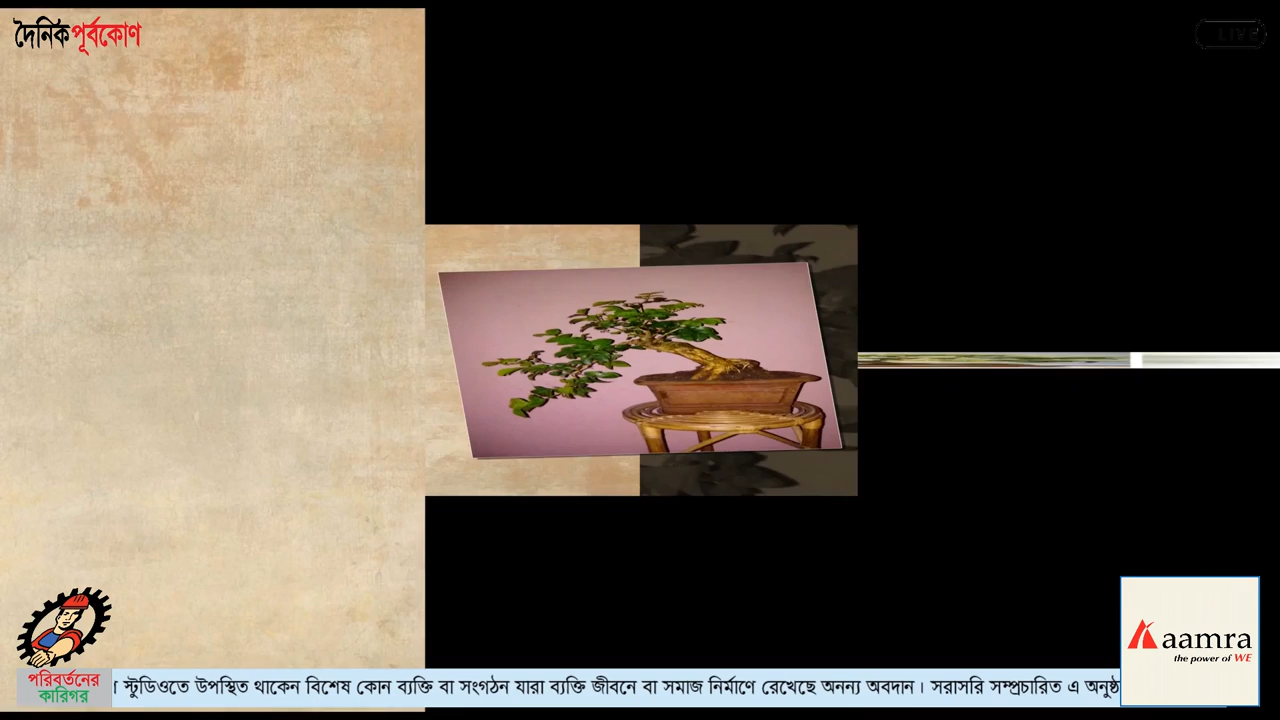 দৈনিক পূর্বকোণ
LIVE
aamra
the power of WE
পরিবর্তনের
কারিগর
স্টুডিওতে উপস্থিত থাকেন বিশেষ কোন ব্যক্তি বা সংগঠন যারা ব্যক্তি জীবনে বা সমাজ নির্মাণে রেখেছে অনন্য অবদান। সরাসরি সম্প্রচারিত এ